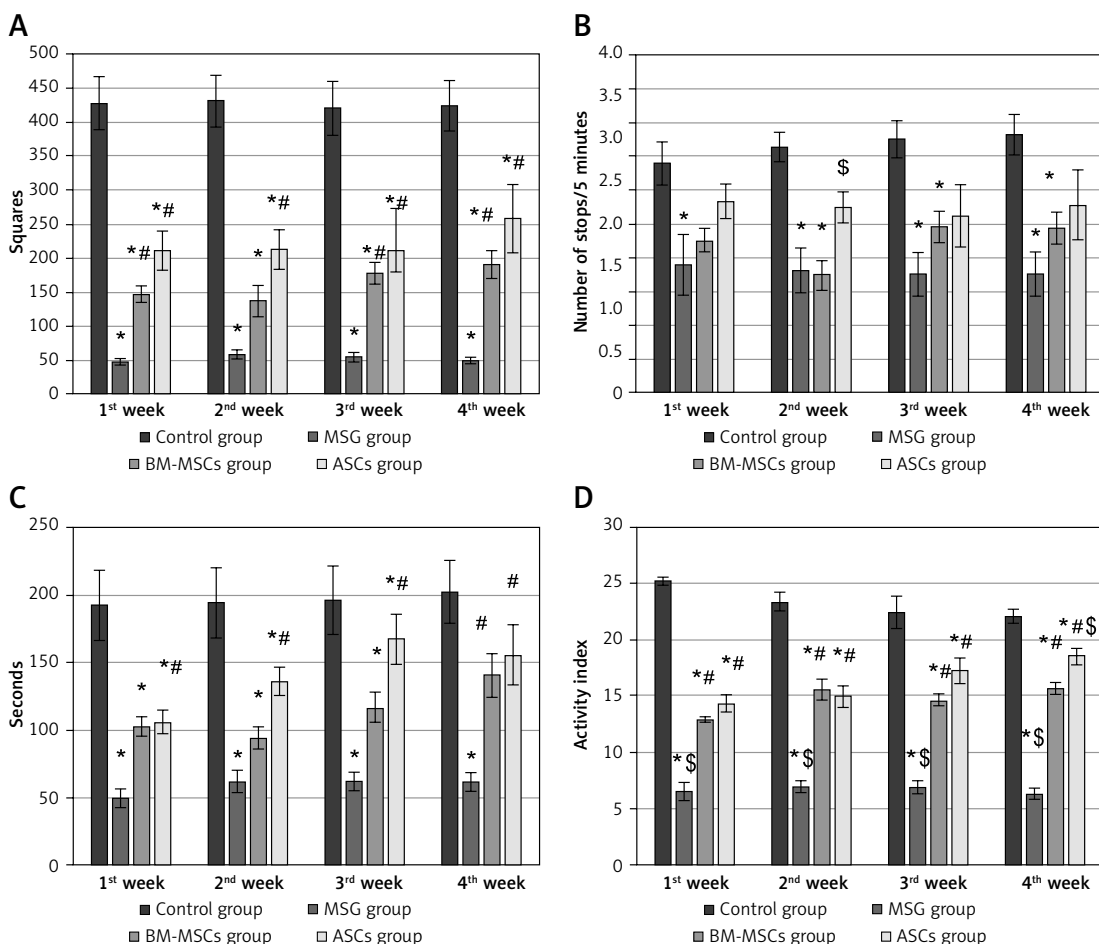 A
500
450
400
350
300
250
200
150
100
50
0
Squares
*
*#
*#
*
*
*#
*
*#
*#
*
*#
*#
1st week
2nd week
3rd week
4th week
Control group
MSG group
BM-MSCs group
ASCs group
B
4.0
3.5
3.0
2.5
2.0
1.5
1.0
0.5
0
Number of stops/5 minutes
*
*
*
$
*
*
*
*
1st week
2nd week
3rd week
4th week
Control group
MSG group
BM-MSCs group
ASCs group
C
250
200
150
100
50
0
Seconds
*
*
*#
*
*
*#
*
*
*#
*
#
#
1st week
2nd week
3rd week
4th week
Control group
MSG group
BM-MSCs group
ASCs group
D
30
25
20
15
10
5
0
Activity index
*$
*#
*#
*$
*#
*#
*$
*#
*#
*$
*#
*#$
1st week
2nd week
3rd week
4th week
Control group
MSG group
BM-MSCs group
ASCs group